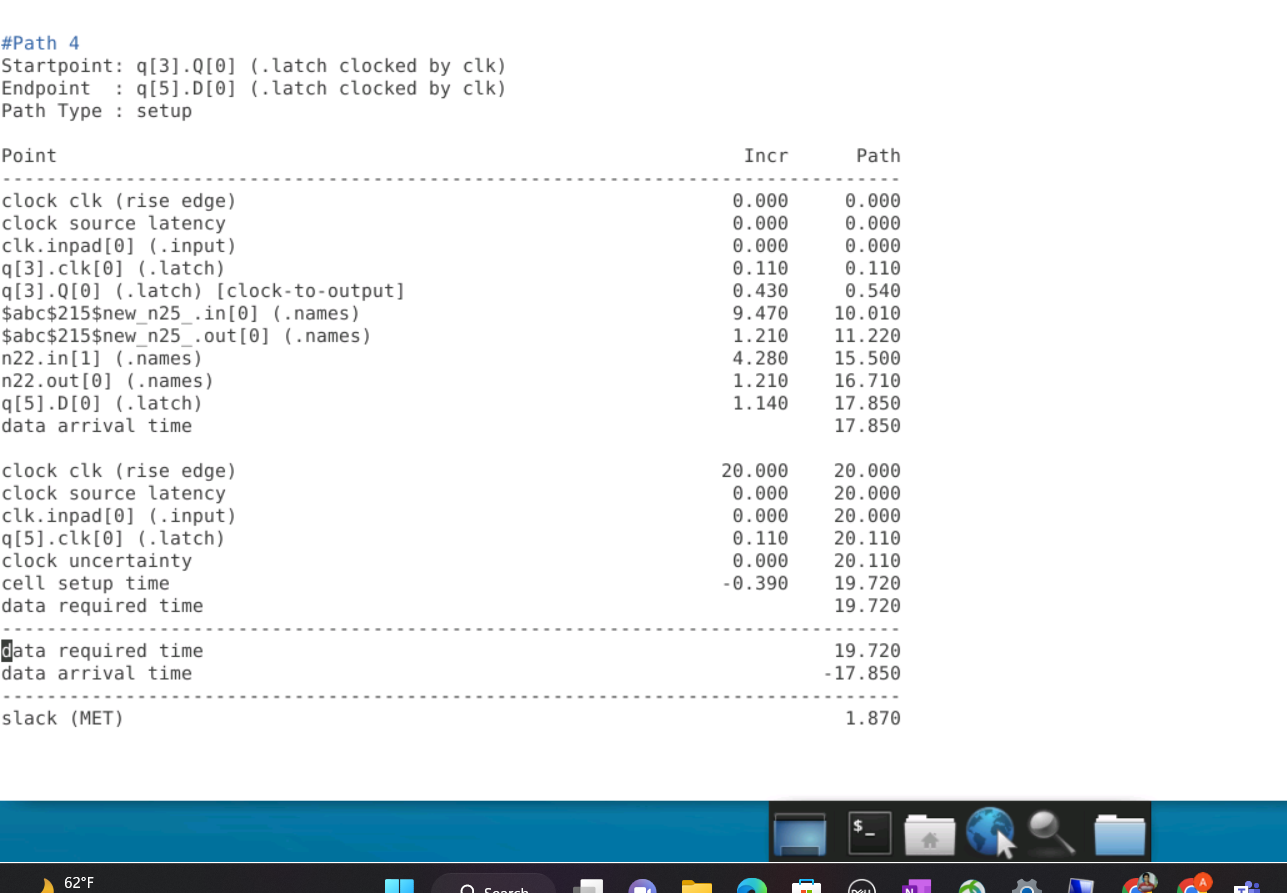 #Path 4
Startpoint: q[3].Q[0] (.latch clocked by clk)
Endpoint  : q[5].D[0] (.latch clocked by clk)
Path Type : setup
Point Incr Path
--------------------------------------------------------------------------------
clock clk (rise edge) 0.000 0.000
clock source latency 0.000 0.000
clk.inpad[0] (.input) 0.000 0.000
q[3].clk[0] (.latch) 0.110 0.110
q[3].Q[0] (.latch) [clock-to-output] 0.430 0.540
$abc$215$new_n25_.in[0] (.names) 9.470 10.010
$abc$215$new_n25_.out[0] (.names) 1.210 11.220
n22.in[1] (.names) 4.280 15.500
n22.out[0] (.names) 1.210 16.710
q[5].D[0] (.latch) 1.140 17.850
data arrival time 17.850
clock clk (rise edge) 20.000 20.000
clock source latency 0.000 20.000
clk.inpad[0] (.input) 0.000 20.000
q[5].clk[0] (.latch) 0.110 20.110
clock uncertainty 0.000 20.110
cell setup time -0.390 19.720
data required time 19.720
--------------------------------------------------------------------------------
data required time 19.720
data arrival time -17.850
--------------------------------------------------------------------------------
slack (MET) 1.870
$_
62°F
Search
A